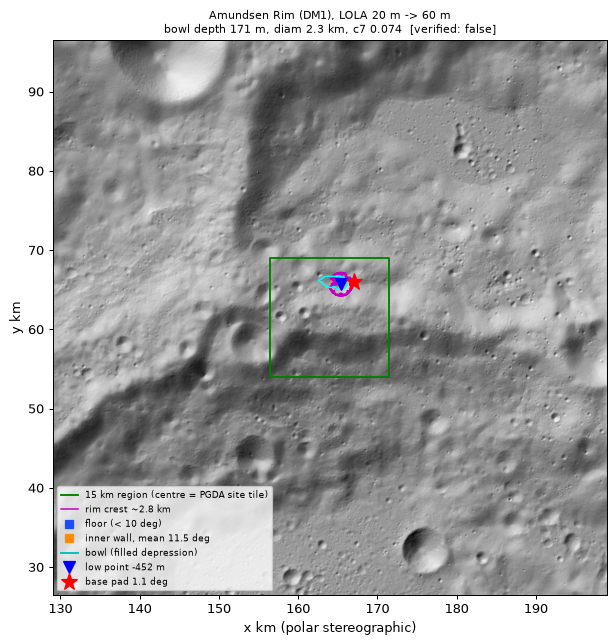 Amundsen Rim (DM1), LOLA 20 m -> 60 m
bowl depth 171 m, diam 2.3 km, c7 0.074  [verified: false]
y km
90
80
70
60
50
40
30
15 km region (centre = PGDA site tile)
rim crest ~2.8 km
floor (< 10 deg)
inner wall, mean 11.5 deg
bowl (filled depression)
low point -452 m
base pad 1.1 deg
130 140 150 160 170 180 190
x km (polar stereographic)